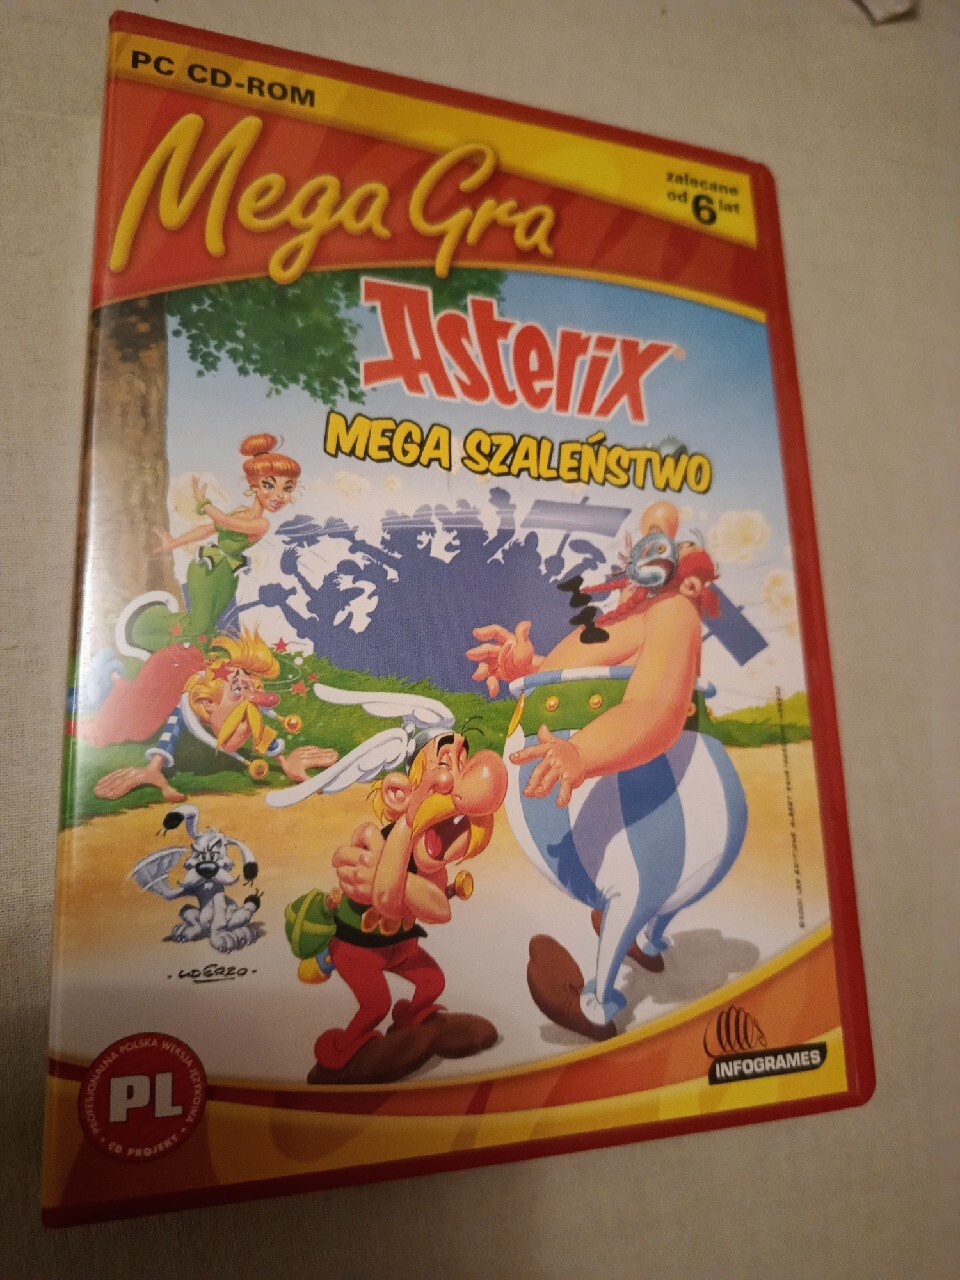 PC CD-ROM
Mega Gra
zalecane
od 6 lat
Asterix®
MEGA SZALEŃSTWO
UDERZO
INFOGRAMES
PROFESJONALNA POLSKA WERSJA JĘZYKOWA
PL
CD PROJEKT